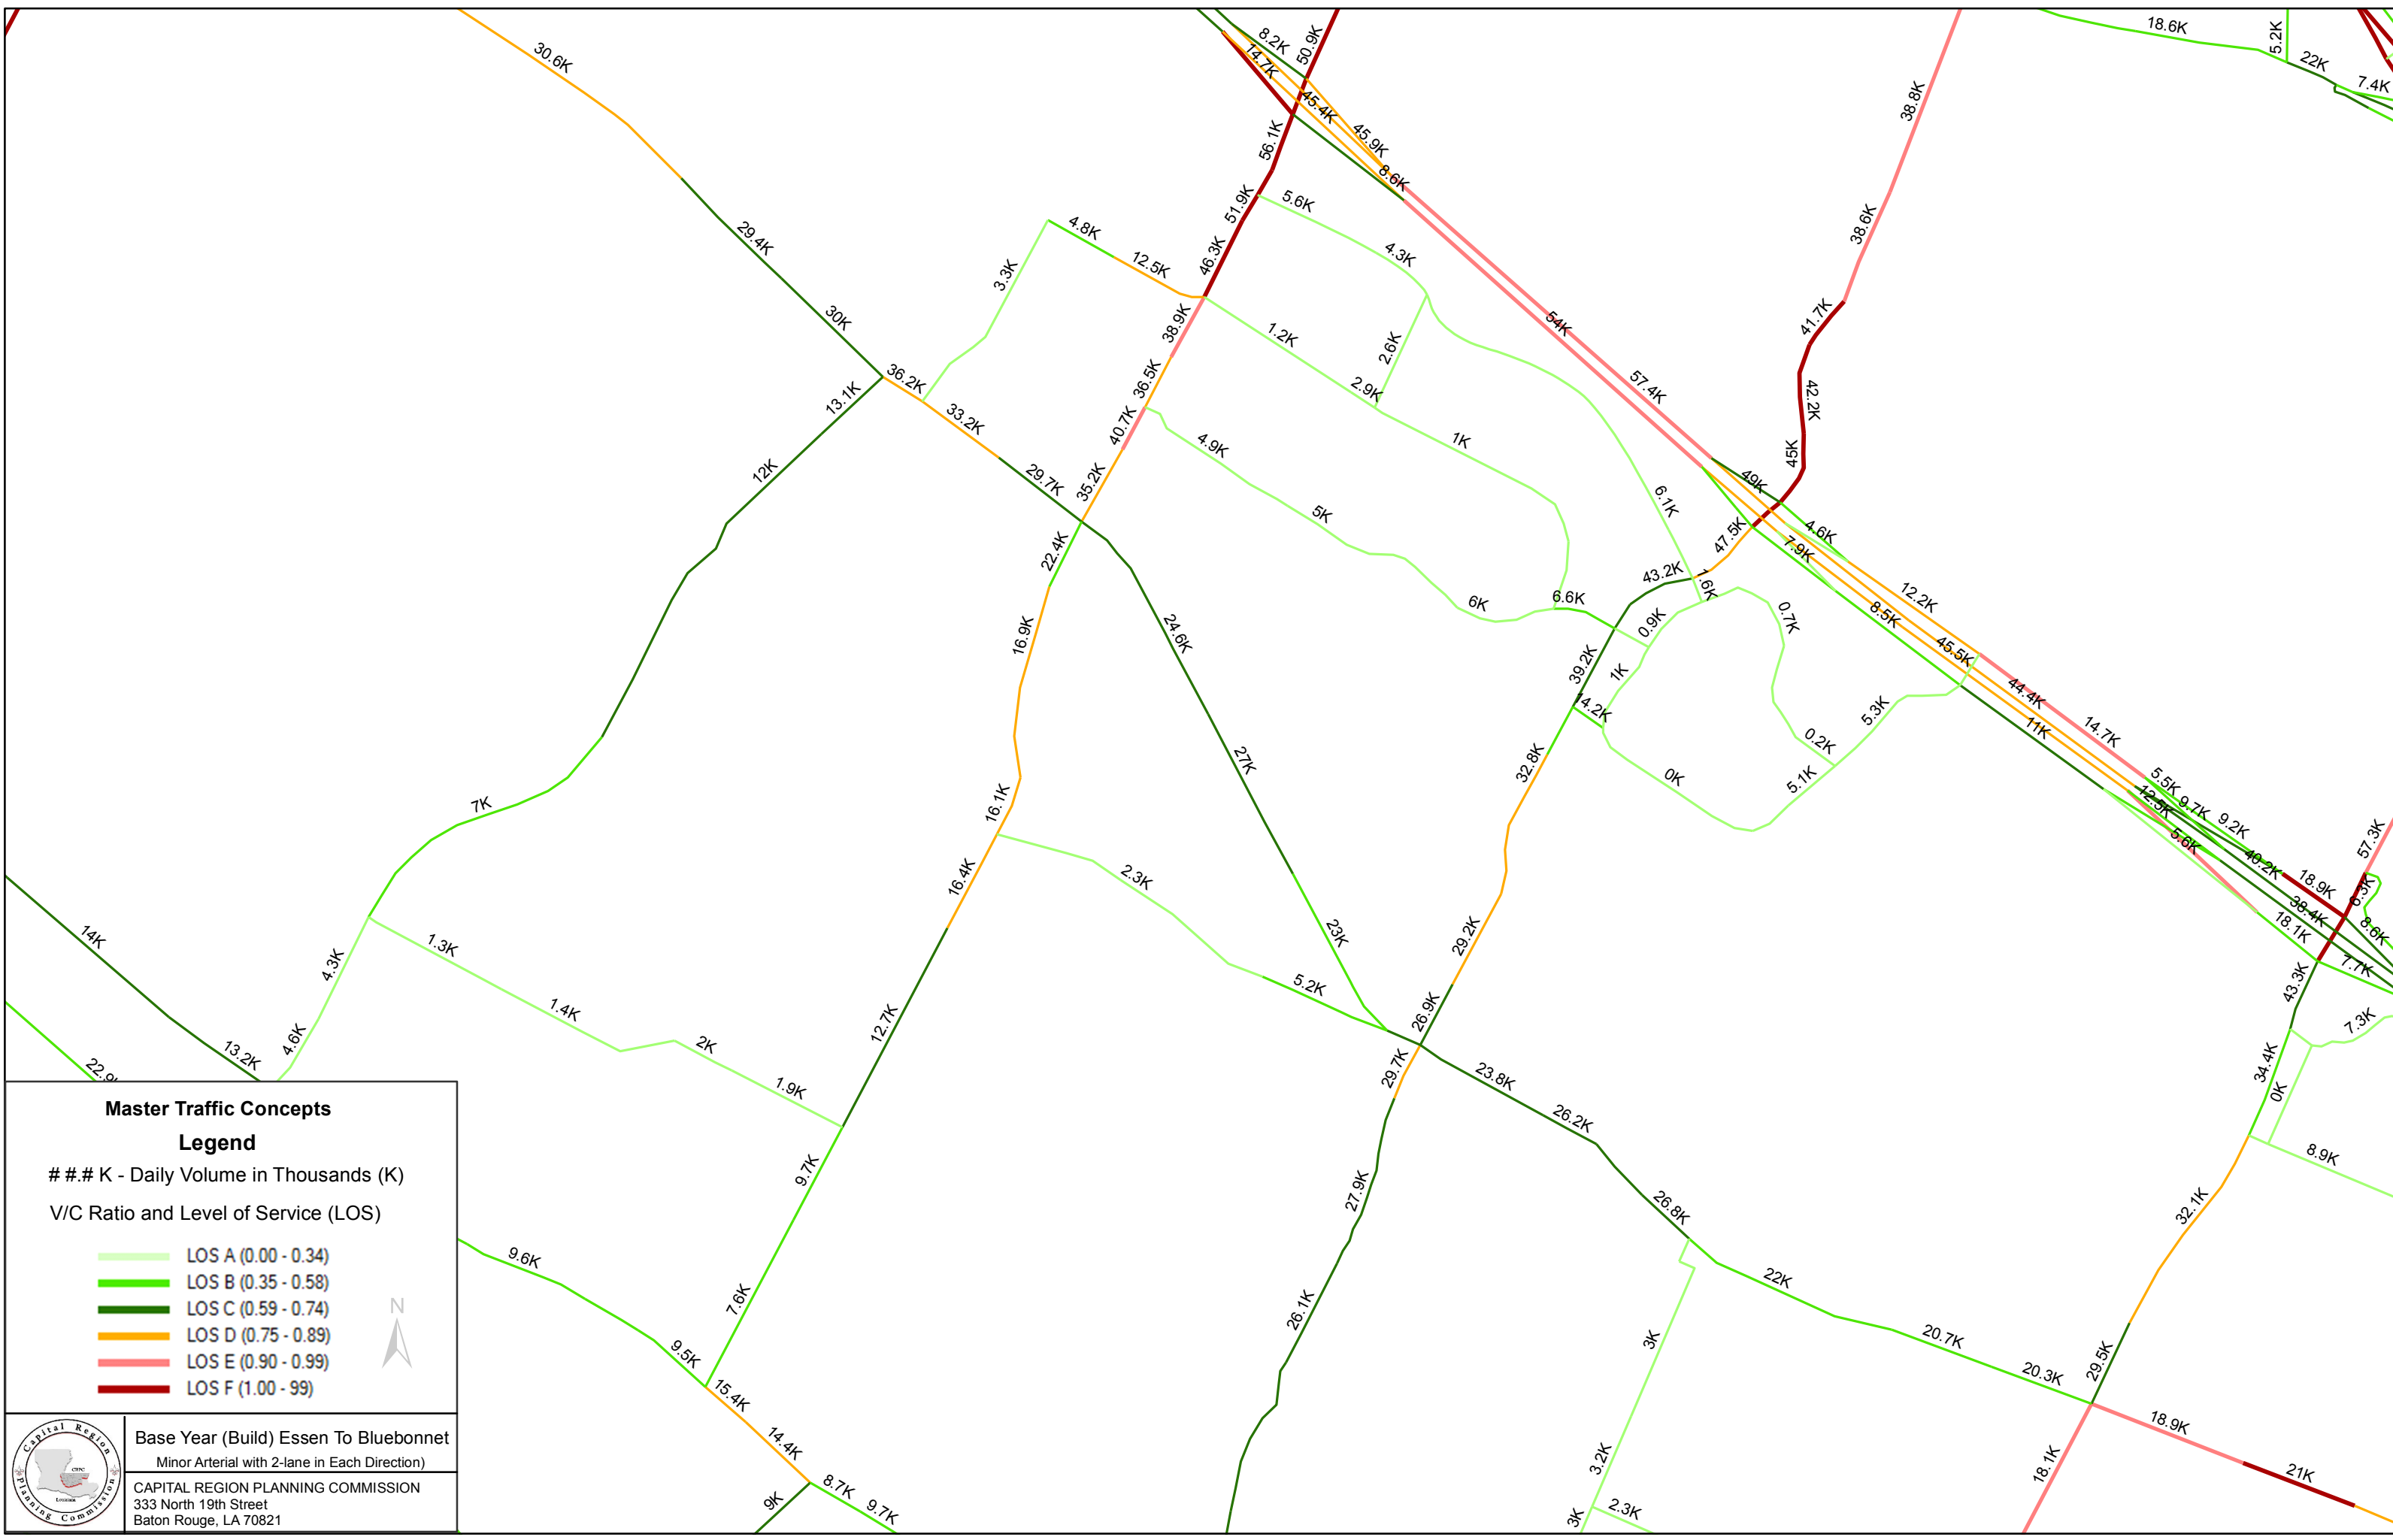 30.6K
8.2K
50.9K
14.7K
45.4K
45.9K
56.1K
8.6K
18.6K
5.2K
22K
7.4K
38.8K
38.6K
51.9K
5.6K
4.3K
46.3K
4.8K
12.5K
3.3K
29.4K
30K
38.9K
1.2K
2.6K
2.9K
54K
57.4K
41.7K
42.2K
45K
36.2K
13.1K
33.2K
36.5K
40.7K
4.9K
1K
12K
29.7K
35.2K
5K
6.1K
49K
4.6K
47.5K
7.9K
22.4K
43.2K
1.6K
6K
6.6K
0.9K
0.7K
12.2K
8.5K
16.9K
24.6K
39.2K
1K
14.2K
45.5K
44.4K
14.7K
11K
5.3K
0.2K
5.1K
0K
32.8K
27K
7K
16.1K
5.5K
9.7K
12.5K
9.2K
5.6K
40.2K
18.9K
57.3K
6.3K
38.4K
18.1K
8.6K
7.7K
16.4K
2.3K
14K
4.3K
1.3K
23K
29.2K
5.2K
43.3K
7.3K
1.4K
12.7K
2K
26.9K
4.6K
13.2K
1.9K
29.7K
23.8K
34.4K
0K
26.2K
8.9K
9.7K
27.9K
26.8K
32.1K
9.6K
7.6K
26.1K
22K
3K
20.7K
20.3K
29.5K
9.5K
15.4K
14.4K
18.9K
21K
18.1K
3.2K
9K
8.7K
9.7K
3K
2.3K
Master Traffic Concepts
Legend
# #.# K - Daily Volume in Thousands (K)
V/C Ratio and Level of Service (LOS)
LOS A (0.00 - 0.34)
LOS B (0.35 - 0.58)
LOS C (0.59 - 0.74)
LOS D (0.75 - 0.89)
LOS E (0.90 - 0.99)
LOS F (1.00 - 99)
N
Capital Region
Planning Commission
Base Year (Build) Essen To Bluebonnet
Minor Arterial with 2-lane in Each Direction)
CAPITAL REGION PLANNING COMMISSION
333 North 19th Street
Baton Rouge, LA 70821